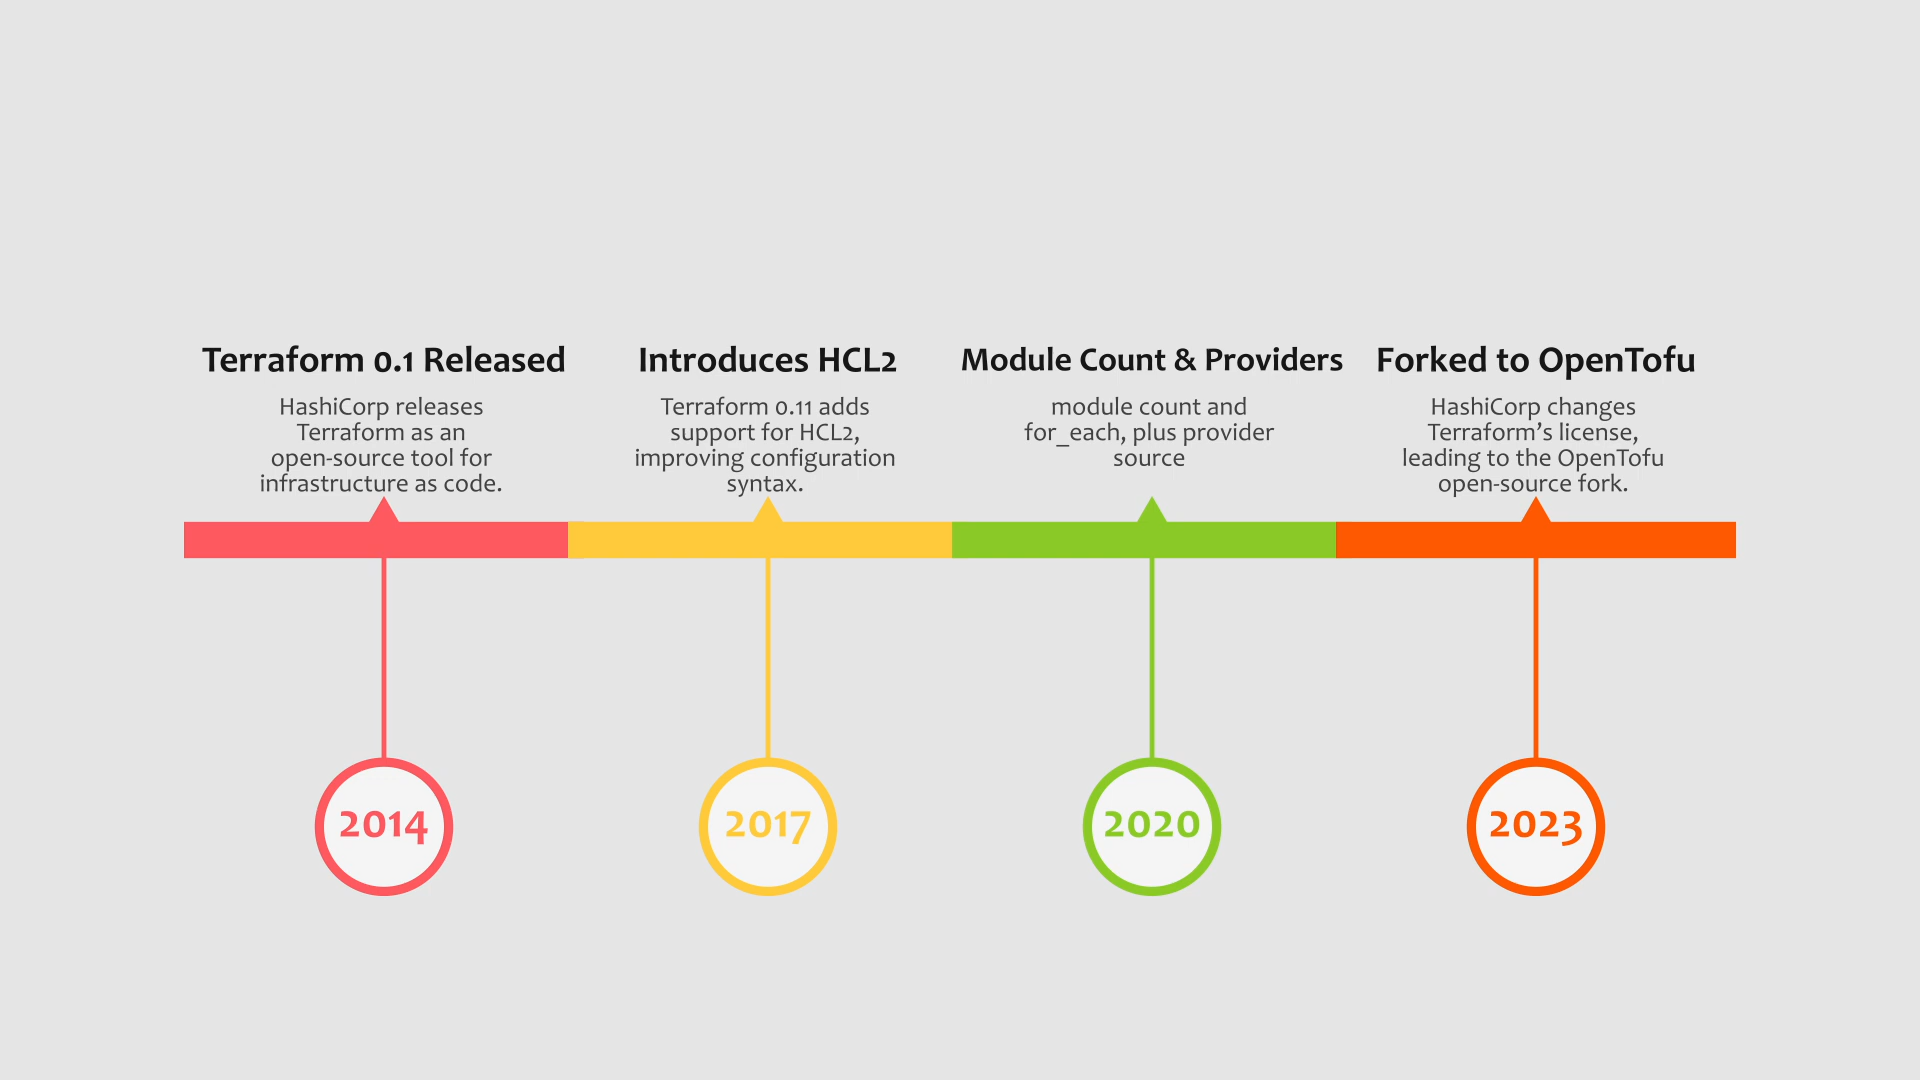 Terraform 0.1 Released
HashiCorp releases
Terraform as an
open-source tool for
infrastructure as code.
2014
Introduces HCL2
Terraform 0.11 adds
support for HCL2,
improving configuration
syntax.
2017
Module Count & Providers
module count and
for_each, plus provider
source
2020
Forked to OpenTofu
HashiCorp changes
Terraform’s license,
leading to the OpenTofu
open-source fork.
2023